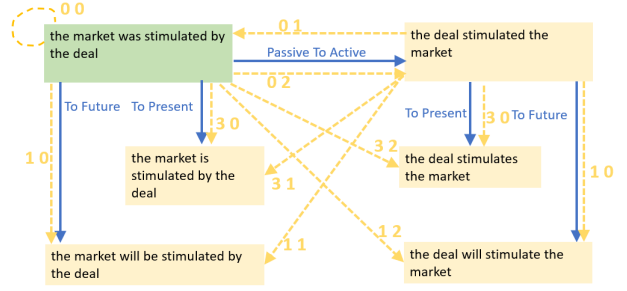 0 0
the market was stimulated by
the deal
0 1
the deal stimulated the
market
Passive To Active
0 2
To Future
To Present
3 0
To Present
3 0
To Future
1 0
the market is
stimulated by the
deal
3 1
3 2
the deal stimulates
the market
1 0
1 1
1 2
the market will be stimulated by
the deal
the deal will stimulate the
market